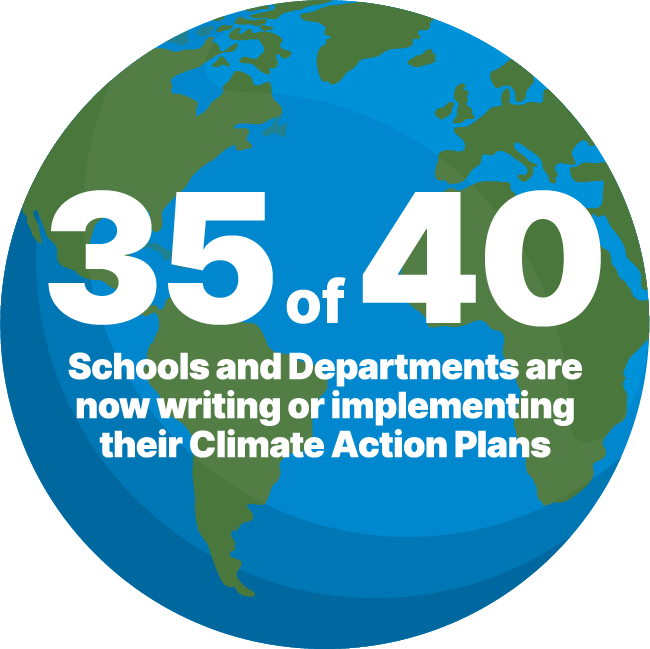 35 of 40
Schools and Departments are
now writing or implementing
their Climate Action Plans